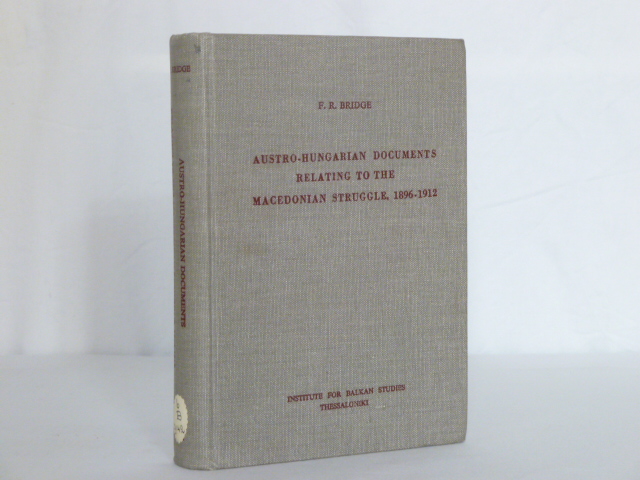 F. R. BRIDGE
AUSTRO-HUNGARIAN DOCUMENTS
RELATING TO THE
MACEDONIAN STRUGGLE, 1896-1912
INSTITUTE FOR BALKAN STUDIES
THESSALONIKI
BRIDGE
AUSTRO-HUNGARIAN DOCUMENTS